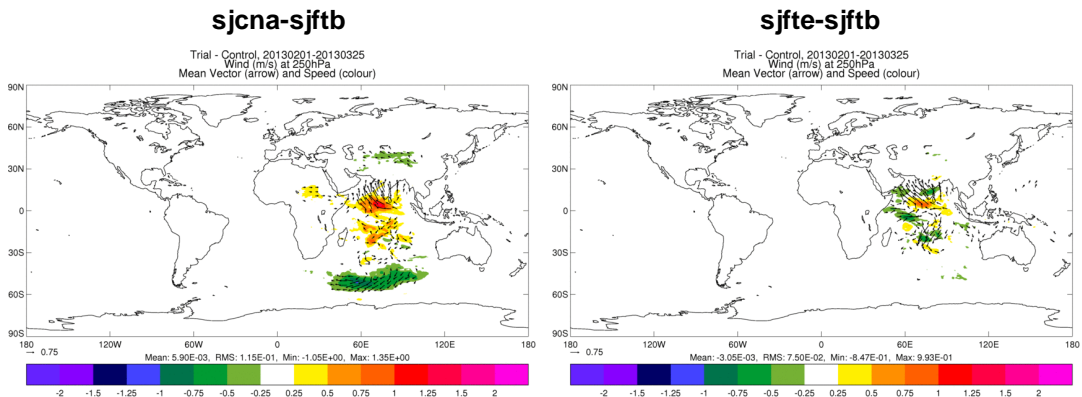 sjcna-sjftb
Trial - Control, 20130201-20130325
Wind (m/s) at 250hPa
Mean Vector (arrow) and Speed (colour)
90N
60N
30N
0
30S
60S
90S
180 120W 60W 0 60E 120E 180
0.75
Mean: 5.90E-03, RMS: 1.15E-01, Min: -1.05E+00, Max: 1.35E+00
-2 -1.5 -1.25 -1 -0.75 -0.5 -0.25 0.25 0.5 0.75 1 1.25 1.5 2
sjfte-sjftb
Trial - Control, 20130201-20130325
Wind (m/s) at 250hPa
Mean Vector (arrow) and Speed (colour)
90N
60N
30N
0
30S
60S
90S
180 120W 60W 0 60E 120E 180
0.75
Mean: -3.05E-03, RMS: 7.50E-02, Min: -8.47E-01, Max: 9.93E-01
-2 -1.5 -1.25 -1 -0.75 -0.5 -0.25 0.25 0.5 0.75 1 1.25 1.5 2